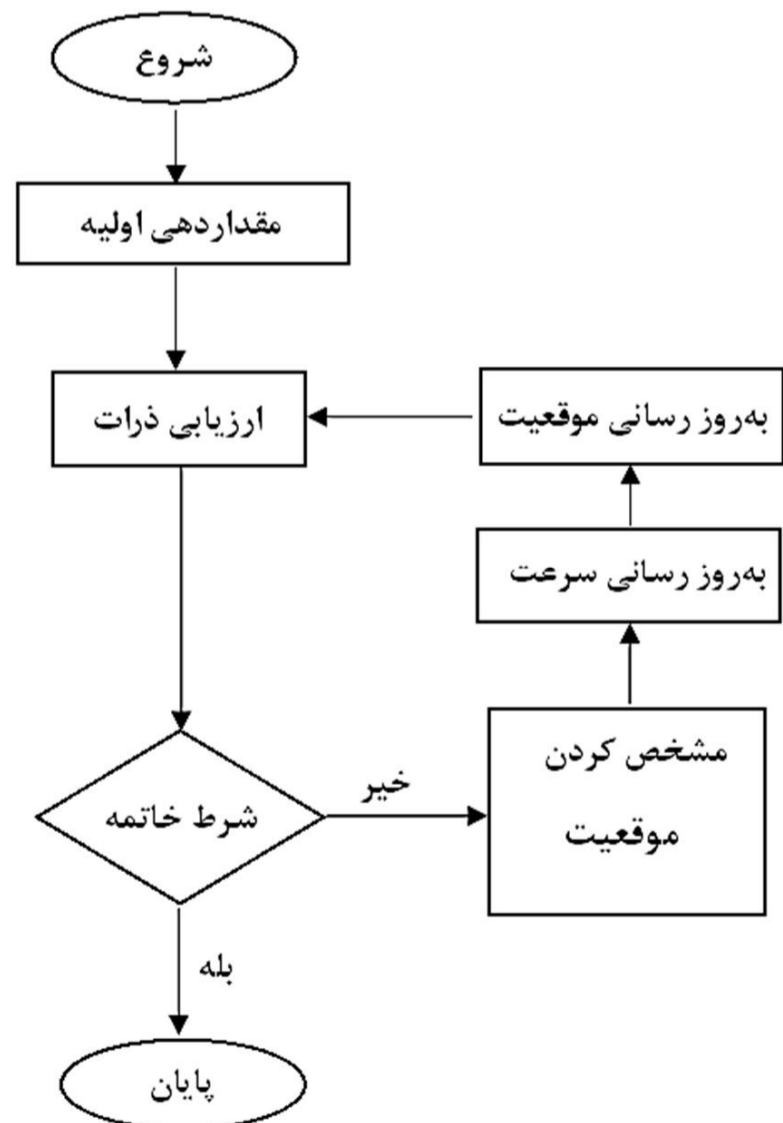 شروع
مقداردهی اولیه
ارزیابی ذرات
به‌روز رسانی موقعیت
به‌روز رسانی سرعت
مشخص کردن
موقعیت
خیر
شرط خاتمه
بله
پایان